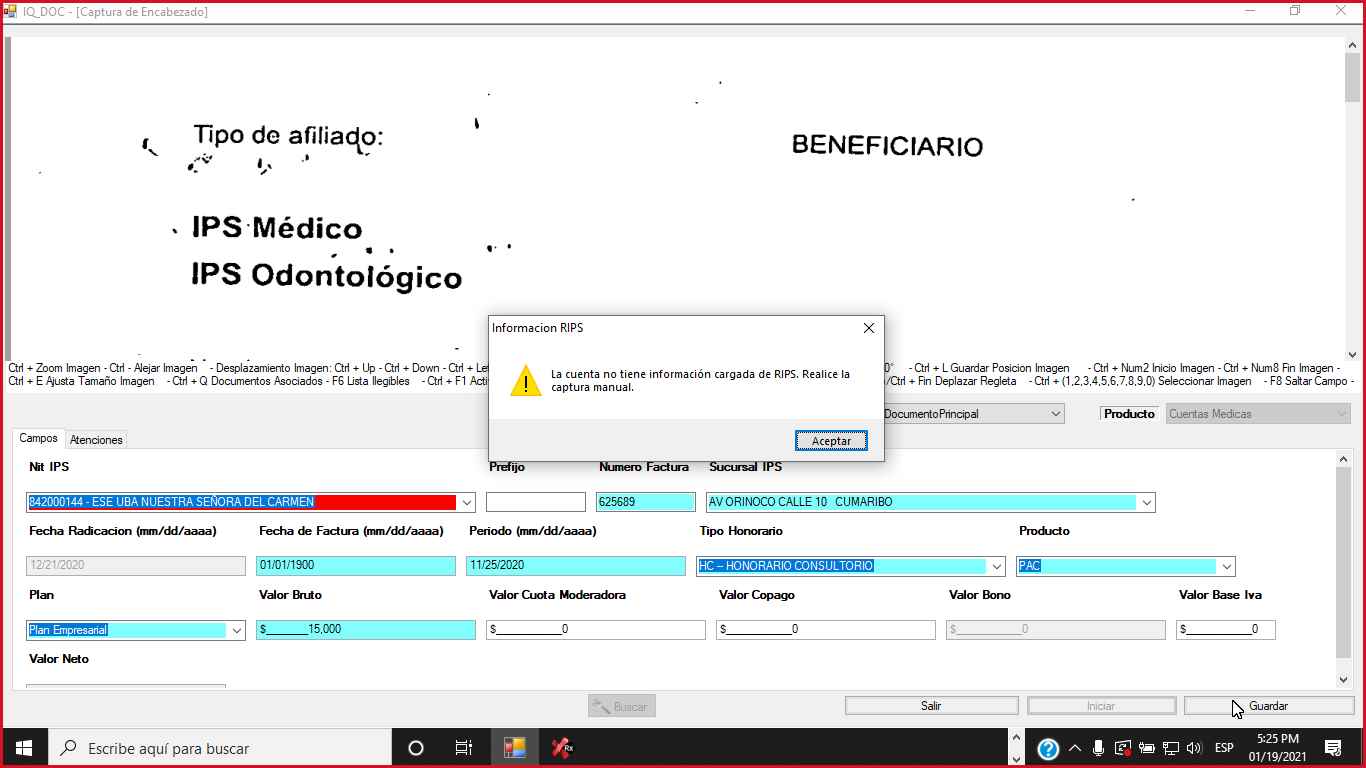 IQ_DOC - [Captura de Encabezado]
Tipo de afiliado:
BENEFICIARIO
IPS Médico
IPS Odontológico
Informacion RIPS
La cuenta no tiene información cargada de RIPS. Realice la
captura manual.
Aceptar
Ctrl + Zoom Imagen - Ctrl - Alejar Imagen - Desplazamiento Imagen: Ctrl + Up - Ctrl + Down - Ctrl + Le
- Ctrl + L Guardar Posicion Imagen - Ctrl + Num2 Inicio Imagen - Ctrl + Num8 Fin Imagen -
Ctrl + E Ajusta Tamaño Imagen - Ctrl + Q Documentos Asociados - F6 Lista Ilegibles - Ctrl + F1 Acti
/Ctrl + Fin Deplazar Regleta - Ctrl + (1,2,3,4,5,6,7,8,9,0) Seleccionar Imagen - F8 Saltar Campo -
DocumentoPrincipal
Producto
Cuentas Medicas
Campos
Atenciones
Nit IPS
Prefijo
Numero Factura
Sucursal IPS
842000144 - ESE UBA NUESTRA SEÑORA DEL CARMEN
625689
AV ORINOCO CALLE 10 CUMARIBO
Fecha Radicacion (mm/dd/aaaa)
Fecha de Factura (mm/dd/aaaa)
Periodo (mm/dd/aaaa)
Tipo Honorario
Producto
12/21/2020
01/01/1900
11/25/2020
HC -- HONORARIO CONSULTORIO
PAC
Plan
Valor Bruto
Valor Cuota Moderadora
Valor Copago
Valor Bono
Valor Base Iva
Plan Empresarial
$________15,000
$____________0
$____________0
$____________0
$____________0
Valor Neto
Buscar
Salir
Iniciar
Guardar
Escribe aquí para buscar
Rx
ESP
5:25 PM
01/19/2021